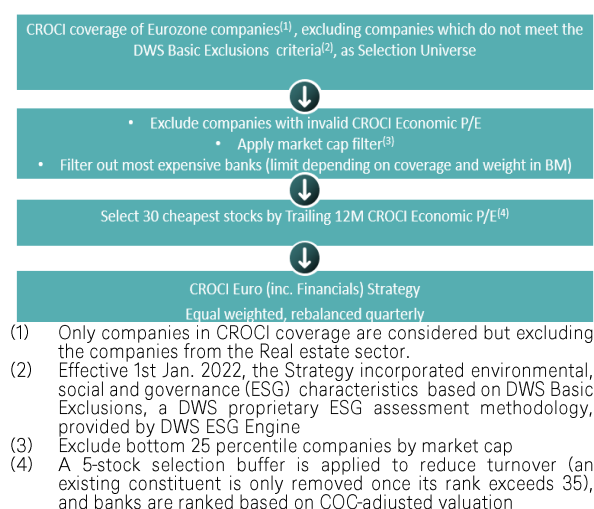 CROCI coverage of Eurozone companies(1) , excluding companies which do not meet the
DWS Basic Exclusions criteria(2), as Selection Universe
• Exclude companies with invalid CROCI Economic P/E
• Apply market cap filter(3)
• Filter out most expensive banks (limit depending on coverage and weight in BM)
Select 30 cheapest stocks by Trailing 12M CROCI Economic P/E(4)
CROCI Euro (inc. Financials) Strategy
Equal weighted, rebalanced quarterly
(1) Only companies in CROCI coverage are considered but excluding
the companies from the Real estate sector.
(2) Effective 1st Jan. 2022, the Strategy incorporated environmental,
social and governance (ESG) characteristics based on DWS Basic
Exclusions, a DWS proprietary ESG assessment methodology,
provided by DWS ESG Engine
(3) Exclude bottom 25 percentile companies by market cap
(4) A 5-stock selection buffer is applied to reduce turnover (an
existing constituent is only removed once its rank exceeds 35),
and banks are ranked based on COC-adjusted valuation